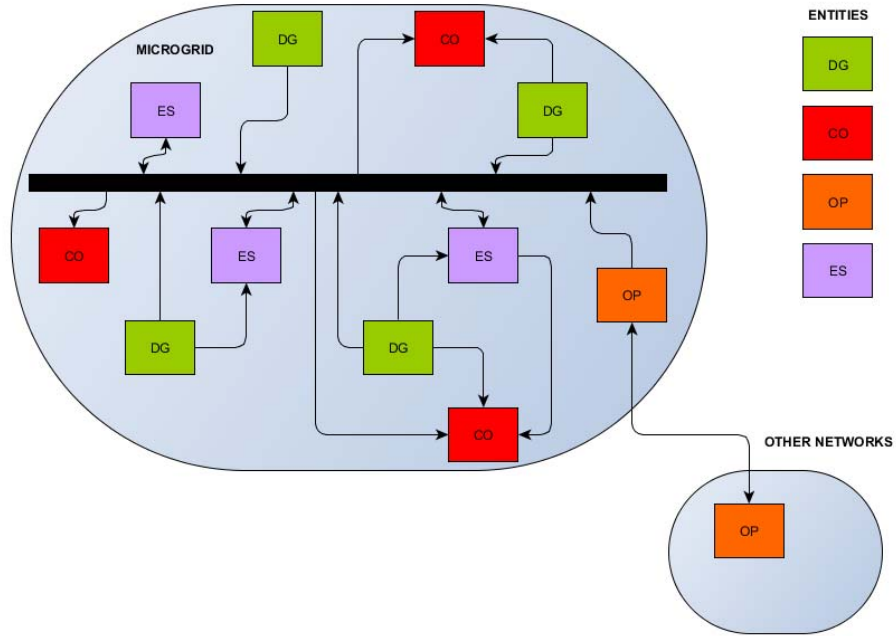 ENTITIES
DG
CO
MICROGRID
DG
ES
DG
CO
CO
ES
ES
OP
OP
ES
DG
DG
CO
OTHER NETWORKS
OP